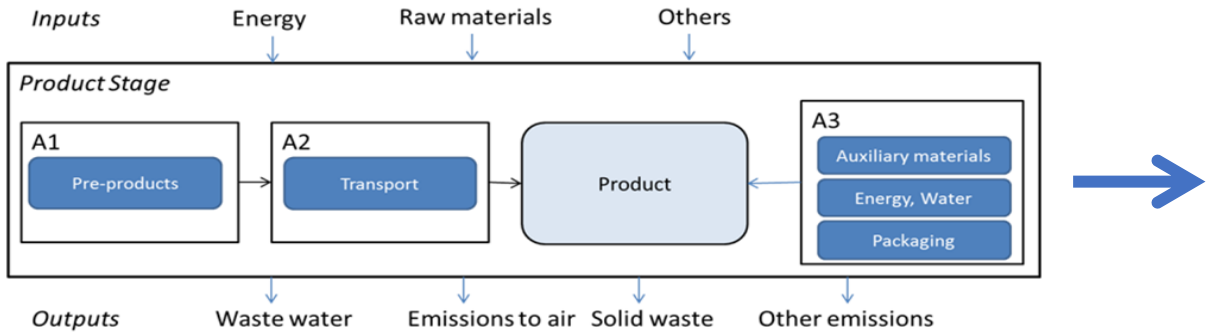 Inputs Energy Raw materials Others
Product Stage
A1
Pre-products
A2
Transport
Product
A3
Auxiliary materials
Energy, Water
Packaging
Outputs Waste water Emissions to air Solid waste Other emissions